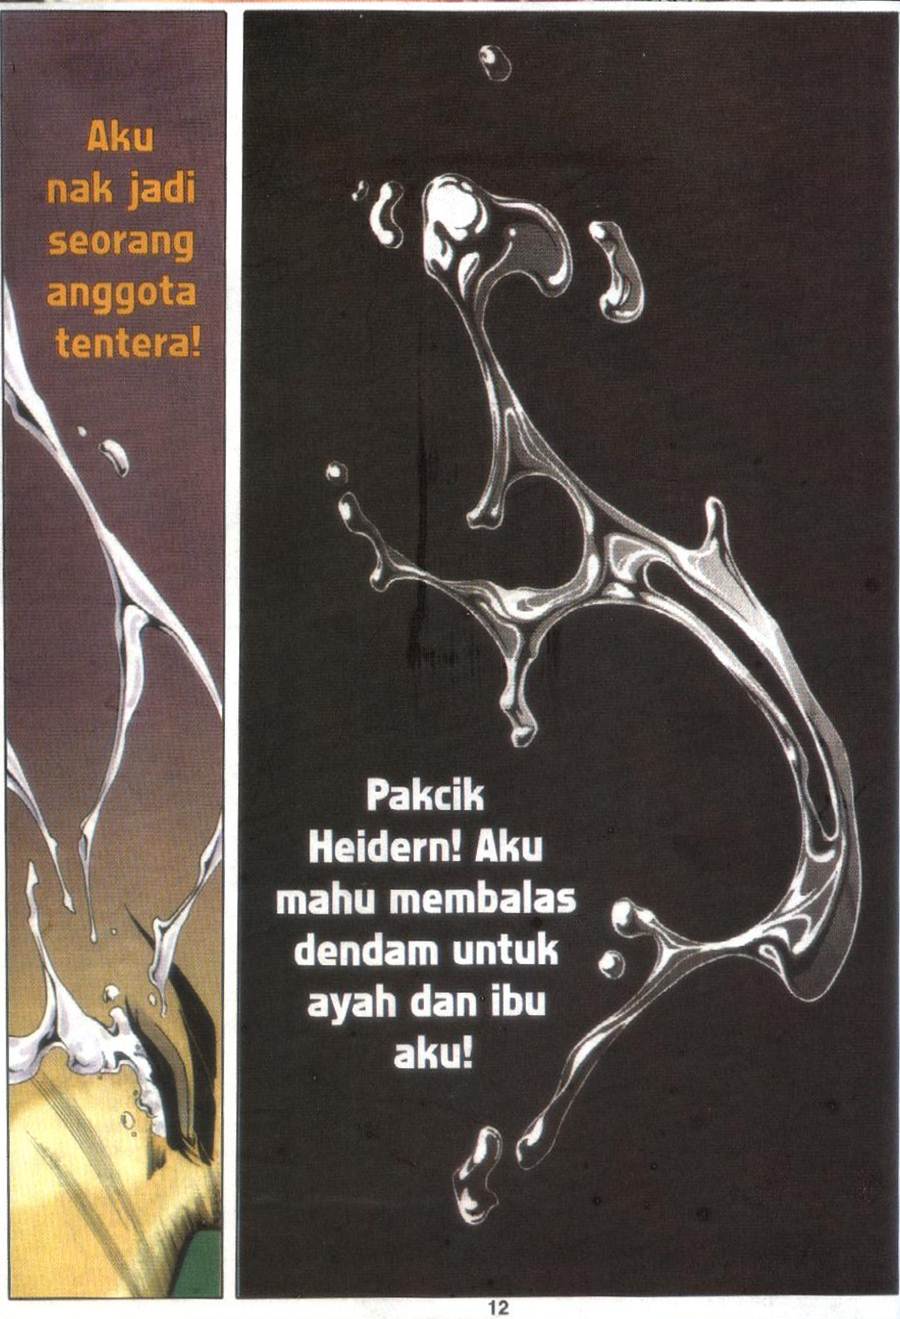 Aku
nak jadi
seorang
anggota
tentera!
Pakcik
Heidern! Aku
mahu membalas
dendam untuk
ayah dan ibu
aku!
12